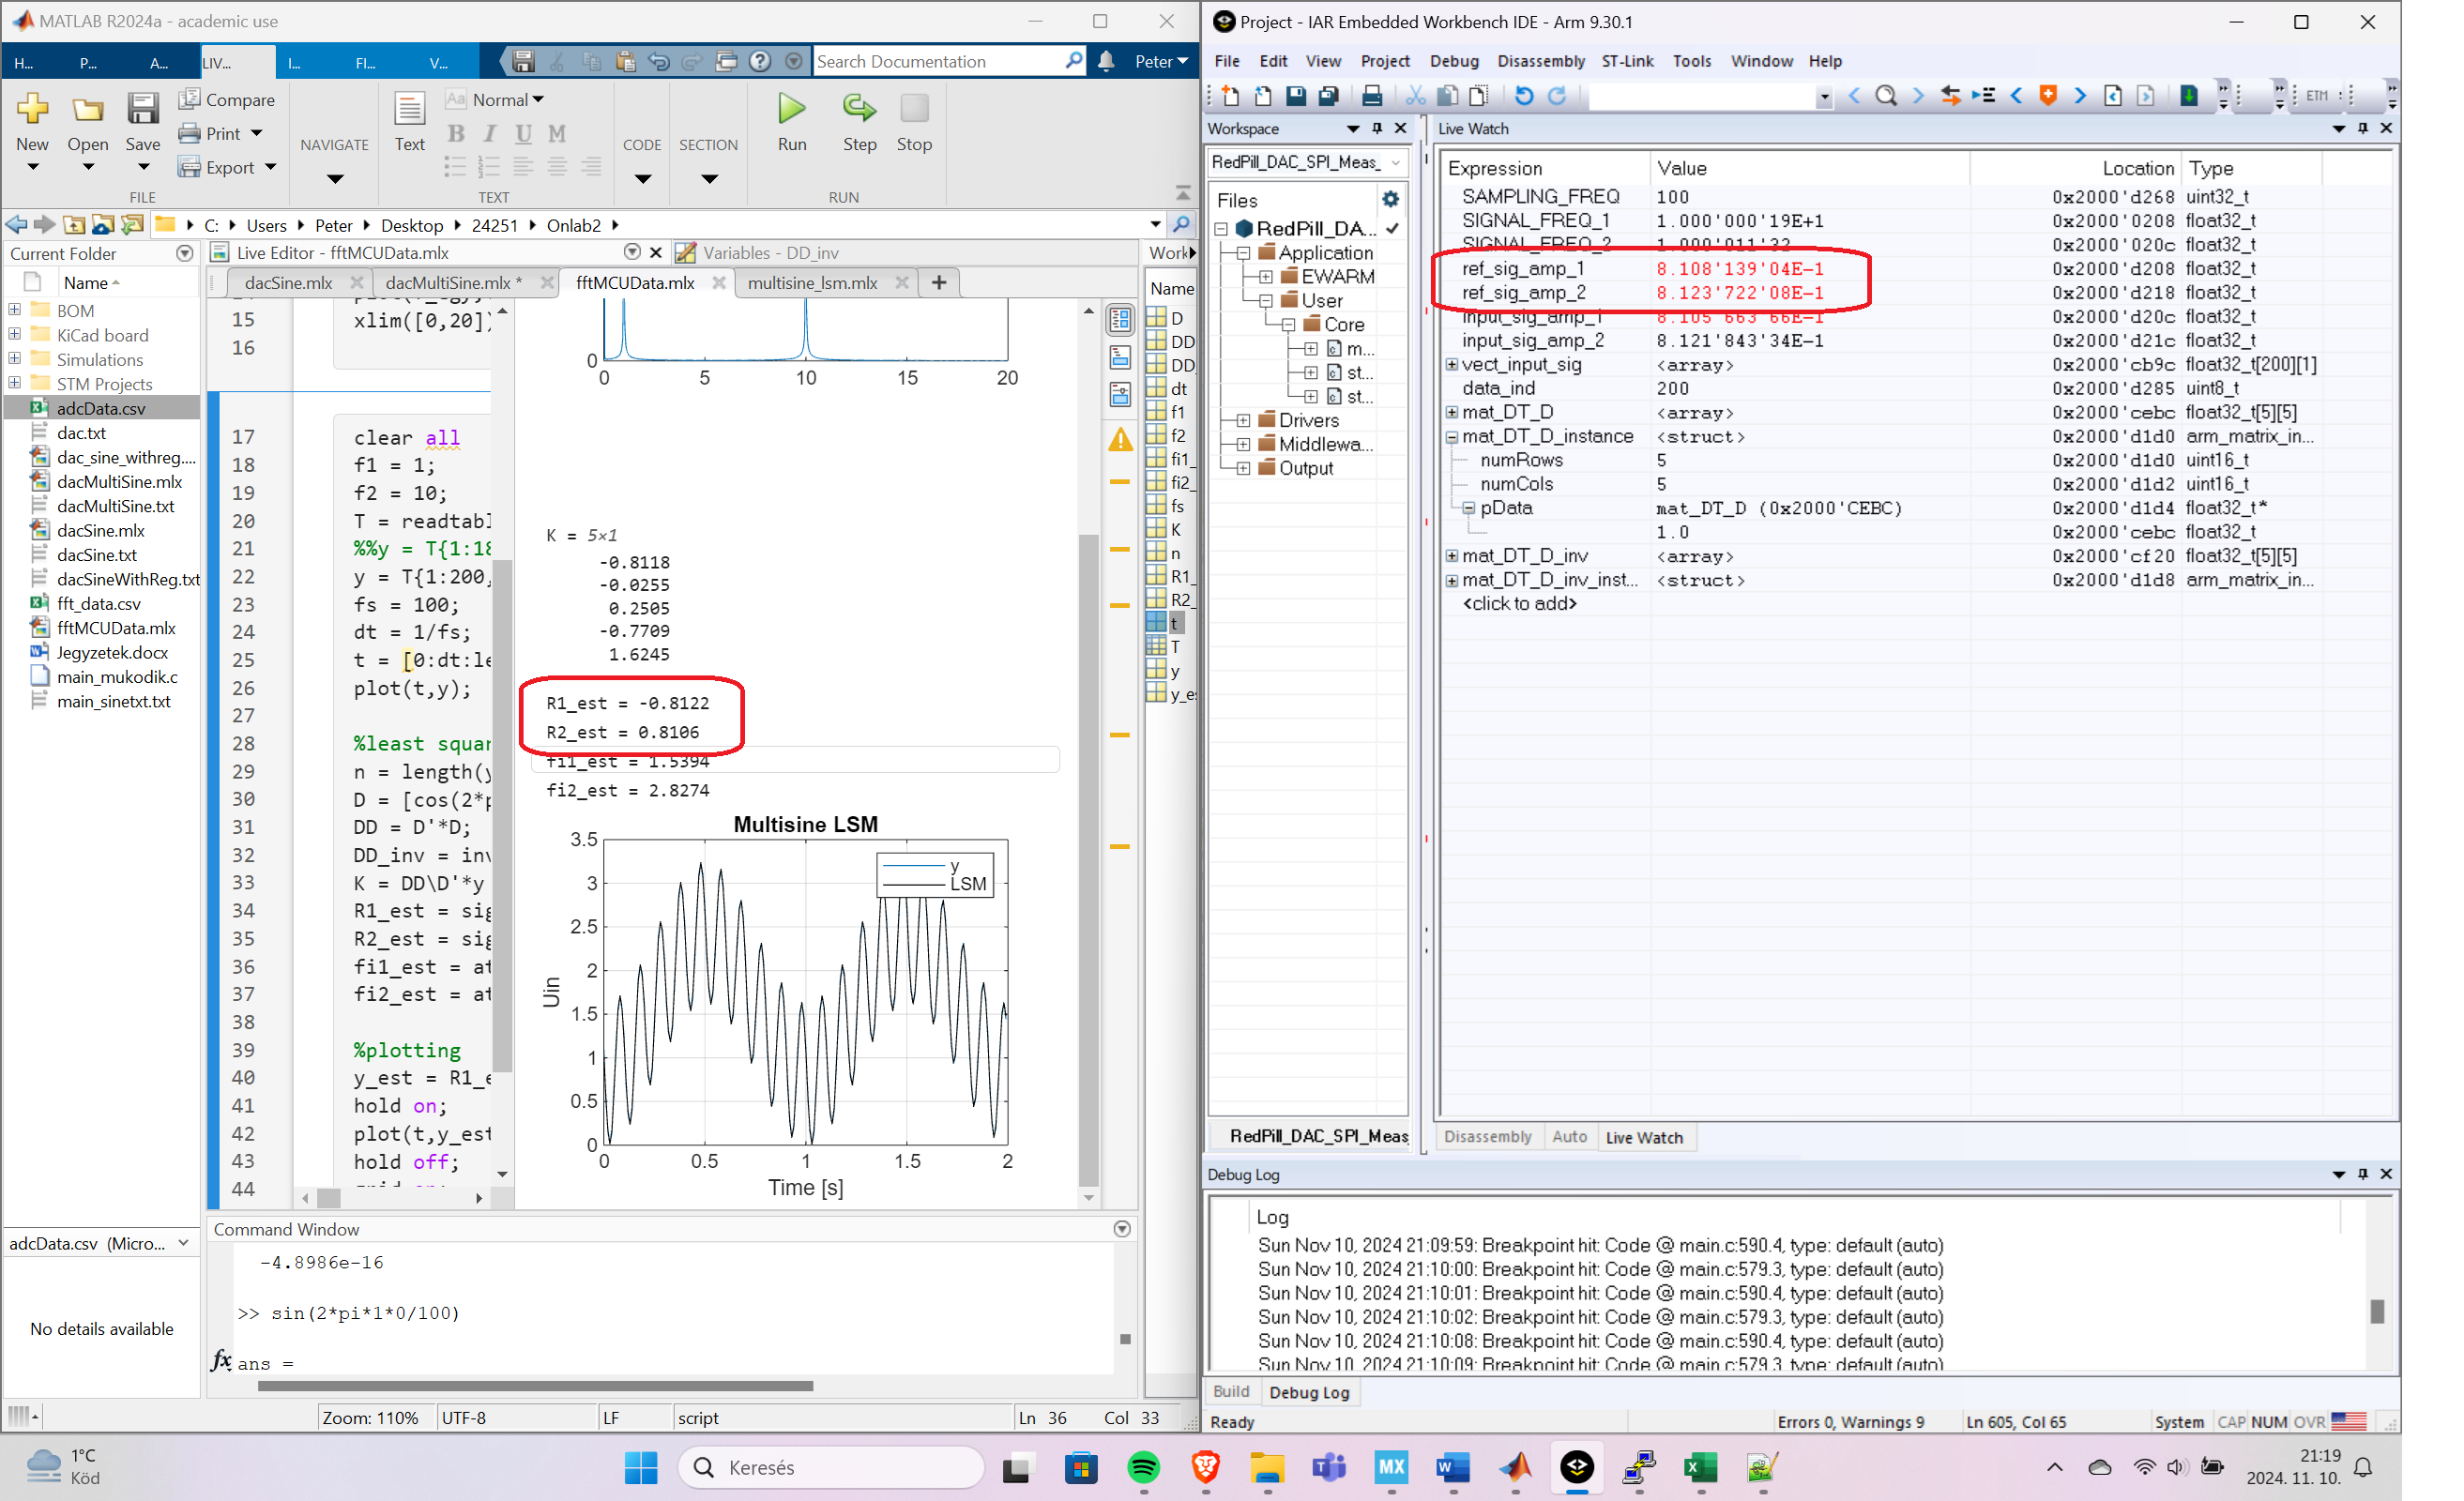 MATLAB R2024a - academic use
H... P... A... LIV... I... FI... V...
Search Documentation
Peter
New Open Save
Compare
Print
Export
FILE
NAVIGATE
Text
Aa Normal
B I U M
TEXT
CODE
SECTION
Run Step Stop
RUN
C: Users Peter Desktop 24251 Onlab2
Current Folder
Name
BOM
KiCad board
Simulations
STM Projects
adcData.csv
dac.txt
dac_sine_withreg....
dacMultiSine.mlx
dacMultiSine.txt
dacSine.mlx
dacSine.txt
dacSineWithReg.txt
fft_data.csv
fftMCUData.mlx
Jegyzetek.docx
main_mukodik.c
main_sinetxt.txt
adcData.csv (Micro...
No details available
Live Editor - fftMCUData.mlx
Variables - DD_inv
dacSine.mlx
dacMultiSine.mlx *
fftMCUData.mlx
multisine_lsm.mlx
15 xlim([0,20])
16
17 clear all
18 f1 = 1;
19 f2 = 10;
20 T = readtabl
21 %%y = T{1:18
22 y = T{1:200,
23 fs = 100;
24 dt = 1/fs;
25 t = [0:dt:le
26 plot(t,y);
27
28 %least squar
29 n = length(y
30 D = [cos(2*p
31 DD = D'*D;
32 DD_inv = inv
33 K = DD\D'*y
34 R1_est = sig
35 R2_est = sig
36 fi1_est = at
37 fi2_est = at
38
39 %plotting
40 y_est = R1_e
41 hold on;
42 plot(t,y_est
43 hold off;
44
0
0 5 10 15 20
K = 5×1
-0.8118
-0.0255
0.2505
-0.7709
1.6245
R1_est = -0.8122
R2_est = 0.8106
fi1_est = 1.5394
fi2_est = 2.8274
Multisine LSM
y
LSM
3.5
3
2.5
2
1.5
1
0.5
0
Uin
0 0.5 1 1.5 2
Time [s]
Work
Name
D
DD
DD_
dt
f1
f2
fi1_
fi2_
fs
K
n
R1_
R2_
t
T
y
y_es
Command Window
-4.8986e-16
>> sin(2*pi*1*0/100)
fx ans =
Zoom: 110% UTF-8 LF script Ln 36 Col 33
Project - IAR Embedded Workbench IDE - Arm 9.30.1
File Edit View Project Debug Disassembly ST-Link Tools Window Help
ETM
Workspace
RedPill_DAC_SPI_Meas_
Files
RedPill_DA...
Application
EWARM
User
Core
m...
st...
st...
Drivers
Middlewa...
Output
RedPill_DAC_SPI_Meas
Live Watch
Expression Value Location Type
SAMPLING_FREQ 100 0x2000'd268 uint32_t
SIGNAL_FREQ_1 1.000'000'19E+1 0x2000'0208 float32_t
SIGNAL_FREQ_2 1.000'011'32 0x2000'020c float32_t
ref_sig_amp_1 8.108'139'04E-1 0x2000'd208 float32_t
ref_sig_amp_2 8.123'722'08E-1 0x2000'd218 float32_t
input_sig_amp_1 8.105'663'66E-1 0x2000'd20c float32_t
input_sig_amp_2 8.121'843'34E-1 0x2000'd21c float32_t
vect_input_sig <array> 0x2000'cb9c float32_t[200][1]
data_ind 200 0x2000'd285 uint8_t
mat_DT_D <array> 0x2000'cebc float32_t[5][5]
mat_DT_D_instance <struct> 0x2000'd1d0 arm_matrix_in...
numRows 5 0x2000'd1d0 uint16_t
numCols 5 0x2000'd1d2 uint16_t
pData mat_DT_D (0x2000'CEBC) 0x2000'd1d4 float32_t*
1.0 0x2000'cebc float32_t
mat_DT_D_inv <array> 0x2000'cf20 float32_t[5][5]
mat_DT_D_inv_inst... <struct> 0x2000'd1d8 arm_matrix_in...
<click to add>
Disassembly Auto Live Watch
Debug Log
Log
Sun Nov 10, 2024 21:09:59: Breakpoint hit: Code @ main.c:590.4, type: default (auto)
Sun Nov 10, 2024 21:10:00: Breakpoint hit: Code @ main.c:579.3, type: default (auto)
Sun Nov 10, 2024 21:10:01: Breakpoint hit: Code @ main.c:590.4, type: default (auto)
Sun Nov 10, 2024 21:10:02: Breakpoint hit: Code @ main.c:579.3, type: default (auto)
Sun Nov 10, 2024 21:10:08: Breakpoint hit: Code @ main.c:590.4, type: default (auto)
Sun Nov 10, 2024 21:10:09: Breakpoint hit: Code @ main.c:579.3, type: default (auto)
Build Debug Log
Ready Errors 0, Warnings 9 Ln 605, Col 65 System CAP NUM OVR
1°C
Köd
Keresés
MX
21:19
2024. 11. 10.